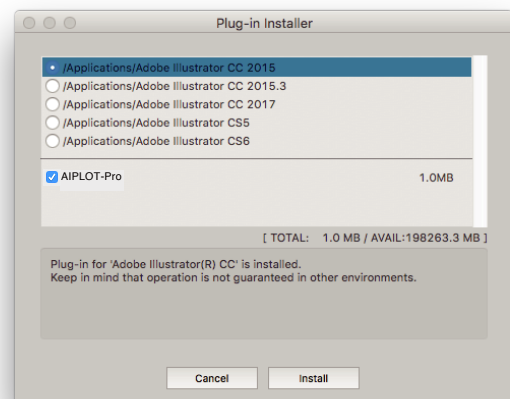 Plug-in Installer
/Applications/Adobe Illustrator CC 2015
/Applications/Adobe Illustrator CC 2015.3
/Applications/Adobe Illustrator CC 2017
/Applications/Adobe Illustrator CS5
/Applications/Adobe Illustrator CS6
AIPLOT-Pro 1.0MB
[ TOTAL: 1.0 MB / AVAIL:198263.3 MB ]
Plug-in for 'Adobe Illustrator(R) CC' is installed.
Keep in mind that operation is not guaranteed in other environments.
Cancel Install